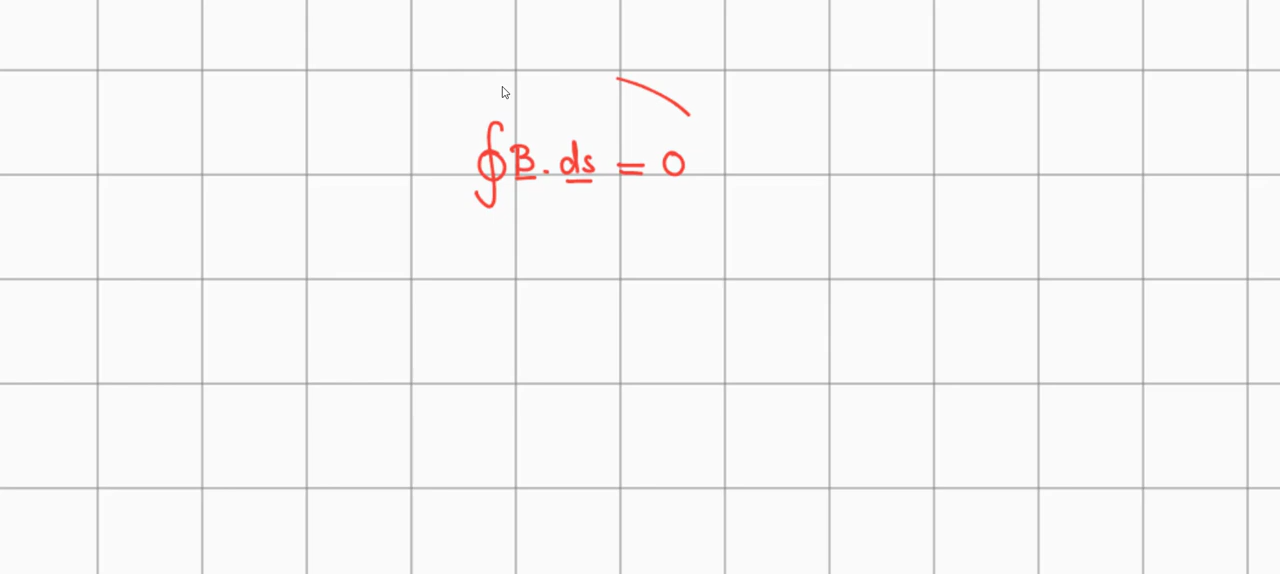 ∮B. ds = 0